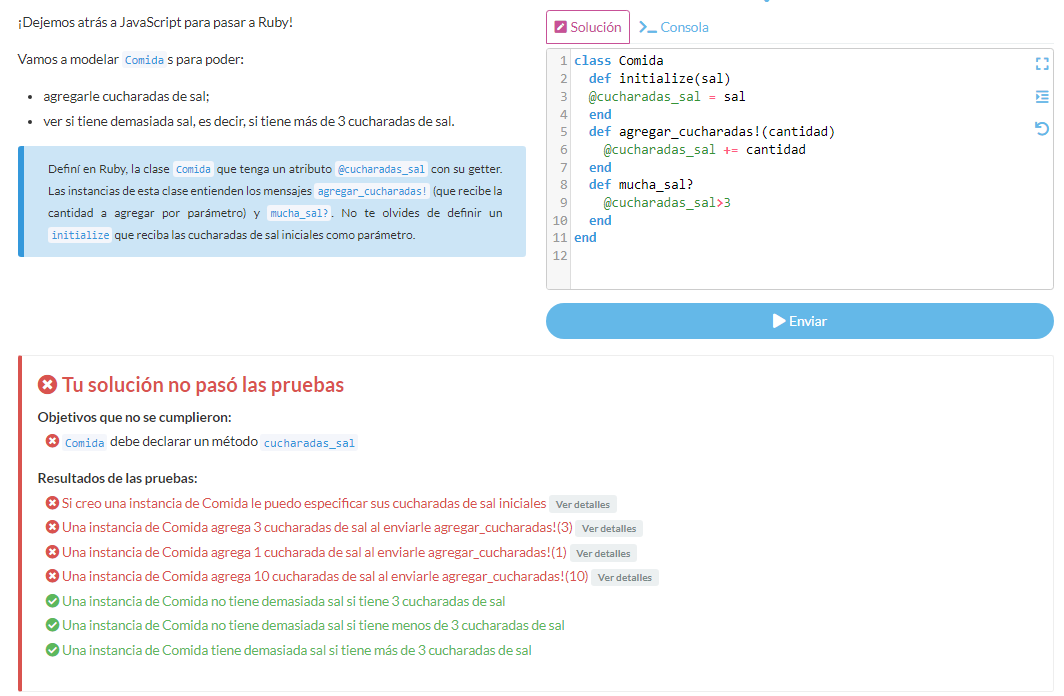 ¡Dejemos atrás a JavaScript para pasar a Ruby!
Vamos a modelar Comida s para poder:
• agregarle cucharadas de sal;
• ver si tiene demasiada sal, es decir, si tiene más de 3 cucharadas de sal.
Definí en Ruby, la clase Comida que tenga un atributo @cucharadas_sal con su getter.
Las instancias de esta clase entienden los mensajes agregar_cucharadas! (que recibe la
cantidad a agregar por parámetro) y mucha_sal?. No te olvides de definir un
initialize que reciba las cucharadas de sal iniciales como parámetro.
Solución
>_ Consola
1 class Comida
2   def initialize(sal)
3   @cucharadas_sal = sal
4   end
5   def agregar_cucharadas!(cantidad)
6     @cucharadas_sal += cantidad
7   end
8   def mucha_sal?
9     @cucharadas_sal>3
10   end
11 end
12
Enviar
Tu solución no pasó las pruebas
Objetivos que no se cumplieron:
Comida debe declarar un método cucharadas_sal
Resultados de las pruebas:
Si creo una instancia de Comida le puedo especificar sus cucharadas de sal iniciales Ver detalles
Una instancia de Comida agrega 3 cucharadas de sal al enviarle agregar_cucharadas!(3) Ver detalles
Una instancia de Comida agrega 1 cucharada de sal al enviarle agregar_cucharadas!(1) Ver detalles
Una instancia de Comida agrega 10 cucharadas de sal al enviarle agregar_cucharadas!(10) Ver detalles
Una instancia de Comida no tiene demasiada sal si tiene 3 cucharadas de sal
Una instancia de Comida no tiene demasiada sal si tiene menos de 3 cucharadas de sal
Una instancia de Comida tiene demasiada sal si tiene más de 3 cucharadas de sal